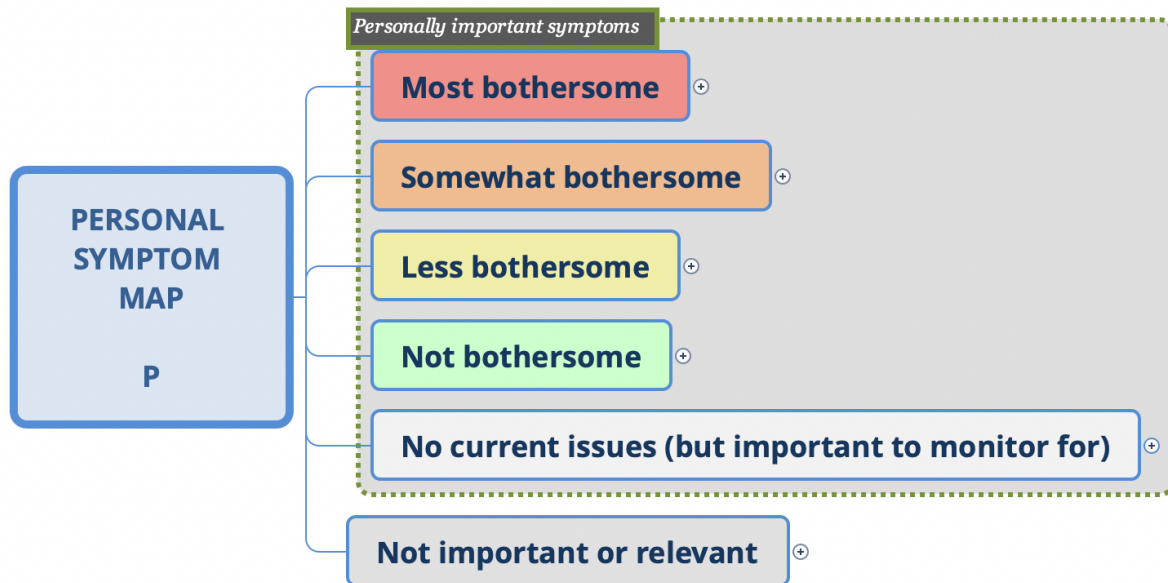 Personally important symptoms
Most bothersome
Somewhat bothersome
PERSONAL
SYMPTOM
MAP
P
Less bothersome
Not bothersome
No current issues (but important to monitor for)
Not important or relevant